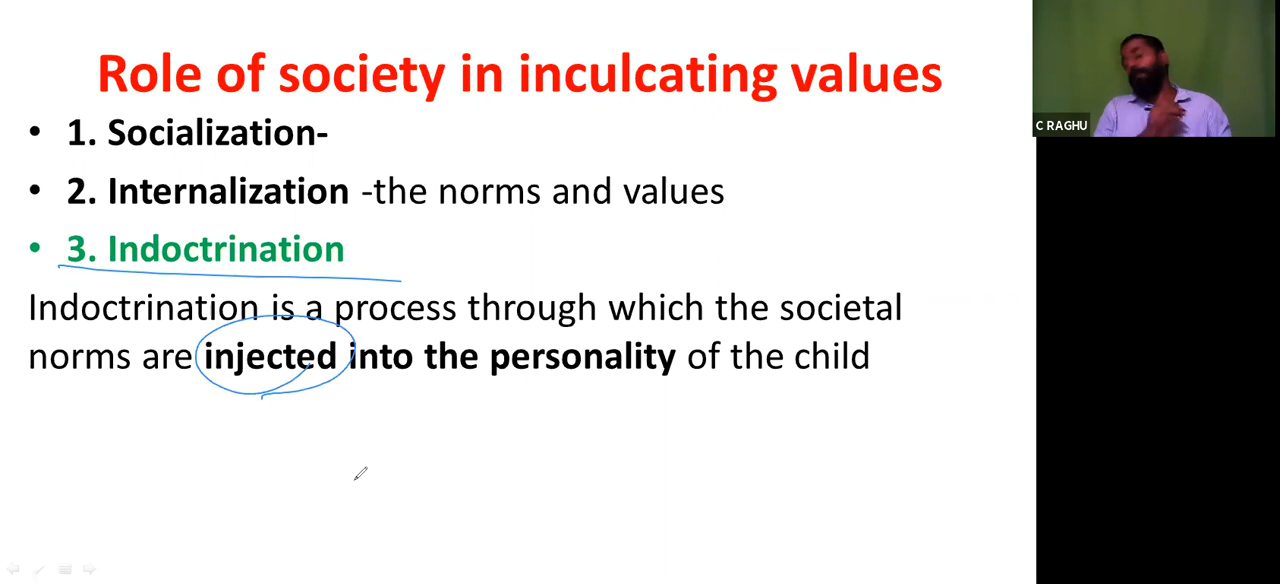 Role of society in inculcating values
• 1. Socialization-
• 2. Internalization -the norms and values
• 3. Indoctrination
Indoctrination is a process through which the societal
norms are injected into the personality of the child
C RAGHU